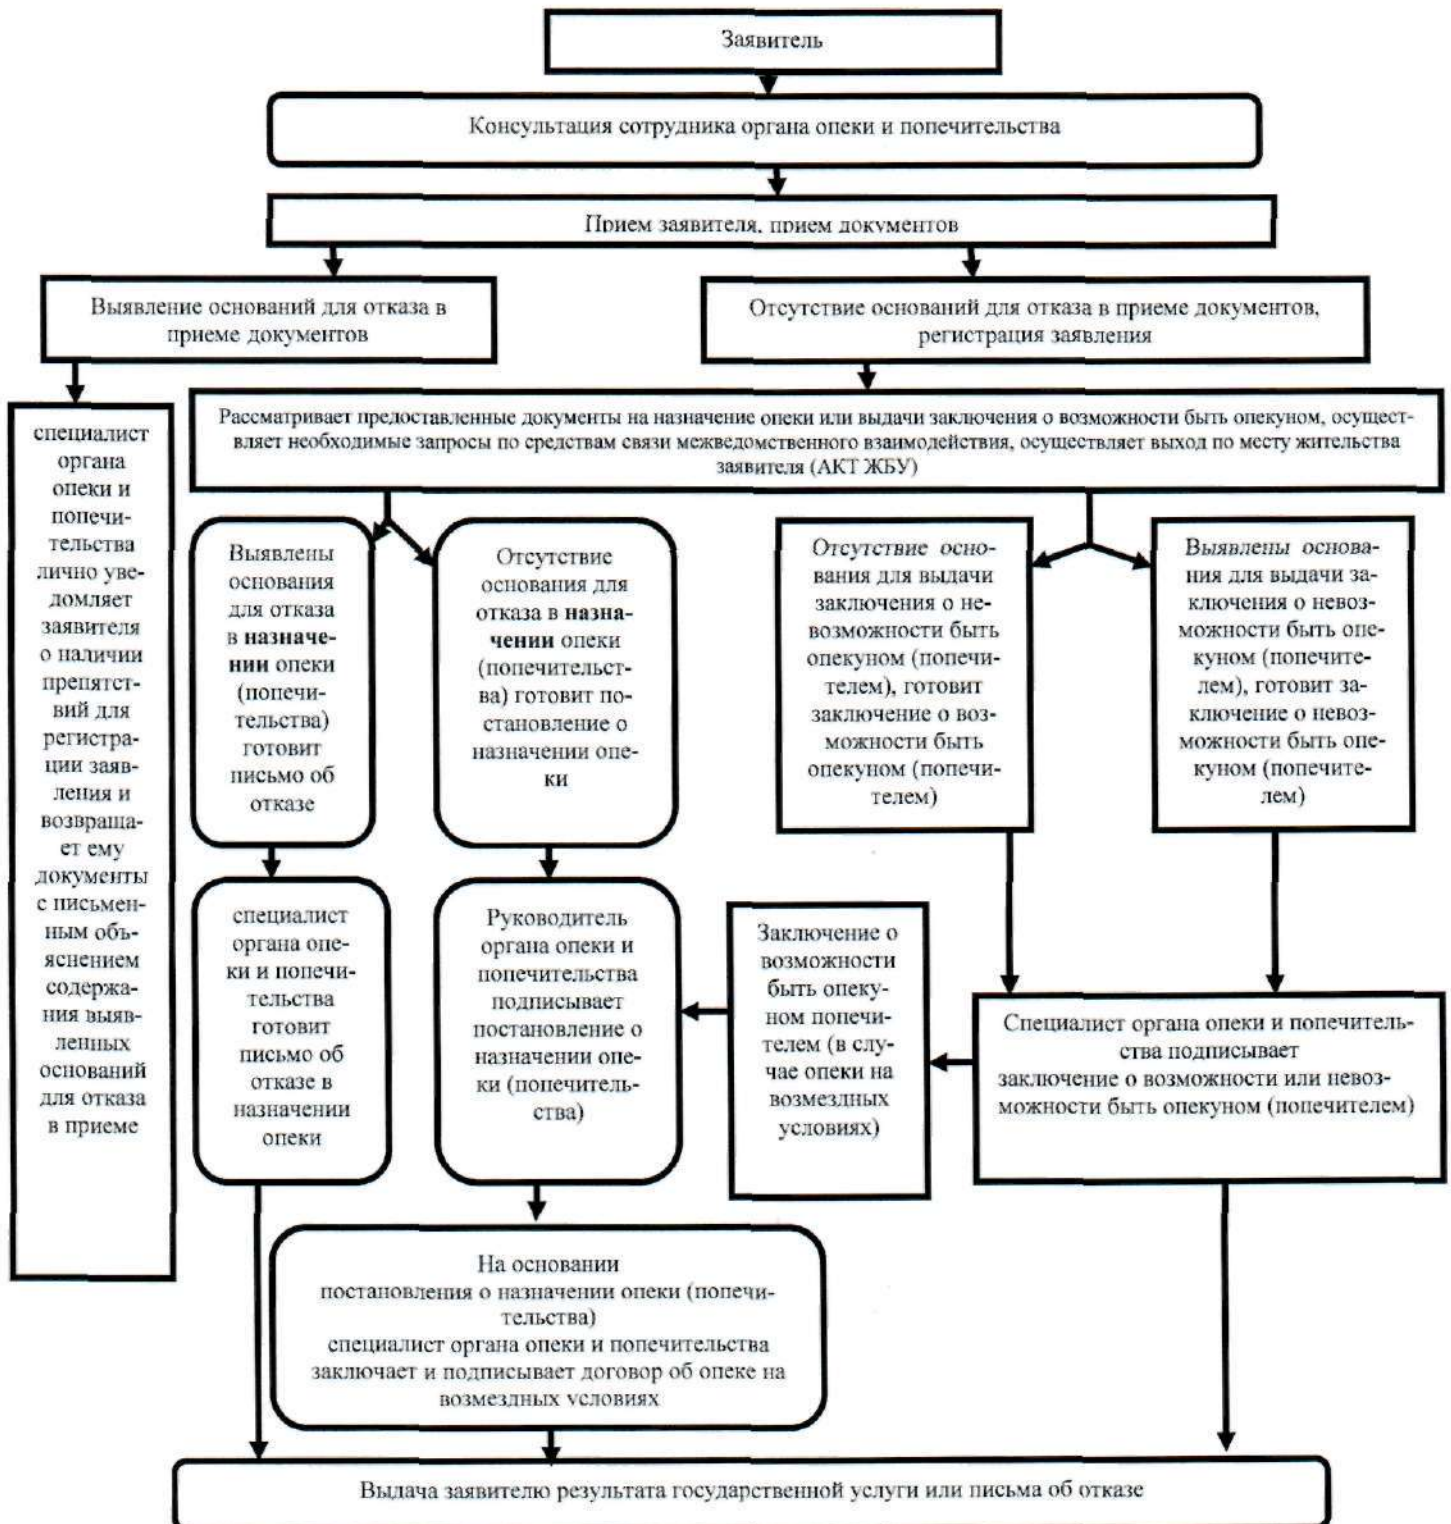 Заявитель
Консультация сотрудника органа опеки и попечительства
Прием заявителя, прием документов
Выявление оснований для отказа в
приеме документов
Отсутствие оснований для отказа в приеме документов,
регистрация заявления
Рассматривает предоставленные документы на назначение опеки или выдачи заключения о возможности быть опекуном, осущест-
вляет необходимые запросы по средствам связи межведомственного взаимодействия, осуществляет выход по месту жительства
заявителя (АКТ ЖБУ)
специалист
органа
опеки и
попечи-
тельства
лично уве-
домляет
заявителя
о наличии
препятст-
вий для
регистра-
ции заяв-
ления и
возвраща-
ет ему
документы
с письмен-
ным объ-
яснением
содержа-
ния выяв-
ленных
оснований
для отказа
в приеме
Выявлены
основания
для отказа
в назначе-
нии опеки
(попечи-
тельства)
готовит
письмо об
отказе
Отсутствие
основания для
отказа в назна-
чении опеки
(попечительст-
ва) готовит по-
становление о
назначении опе-
ки
Отсутствие осно-
вания для выдачи
заключения о не-
возможности быть
опекуном (попечи-
телем), готовит
заключение о воз-
можности быть
опекуном (попечи-
телем)
Выявлены основа-
ния для выдачи за-
ключения о невоз-
можности быть опе-
куном (попечите-
лем), готовит за-
ключение о невоз-
можности быть опе-
куном (попечите-
лем)
специалист
органа опе-
ки и попечи-
тельства
готовит
письмо об
отказе в
назначении
опеки
Руководитель
органа опеки и
попечительства
подписывает
постановление о
назначении опе-
ки (попечитель-
ства)
Заключение о
возможности
быть опеку-
ном попечи-
телем (в слу-
чае опеки на
возмездных
условиях)
Специалист органа опеки и попечитель-
ства подписывает
заключение о возможности или невоз-
можности быть опекуном (попечителем)
На основании
постановления о назначении опеки (попечи-
тельства)
специалист органа опеки и попечительства
заключает и подписывает договор об опеке на
возмездных условиях
Выдача заявителю результата государственной услуги или письма об отказе